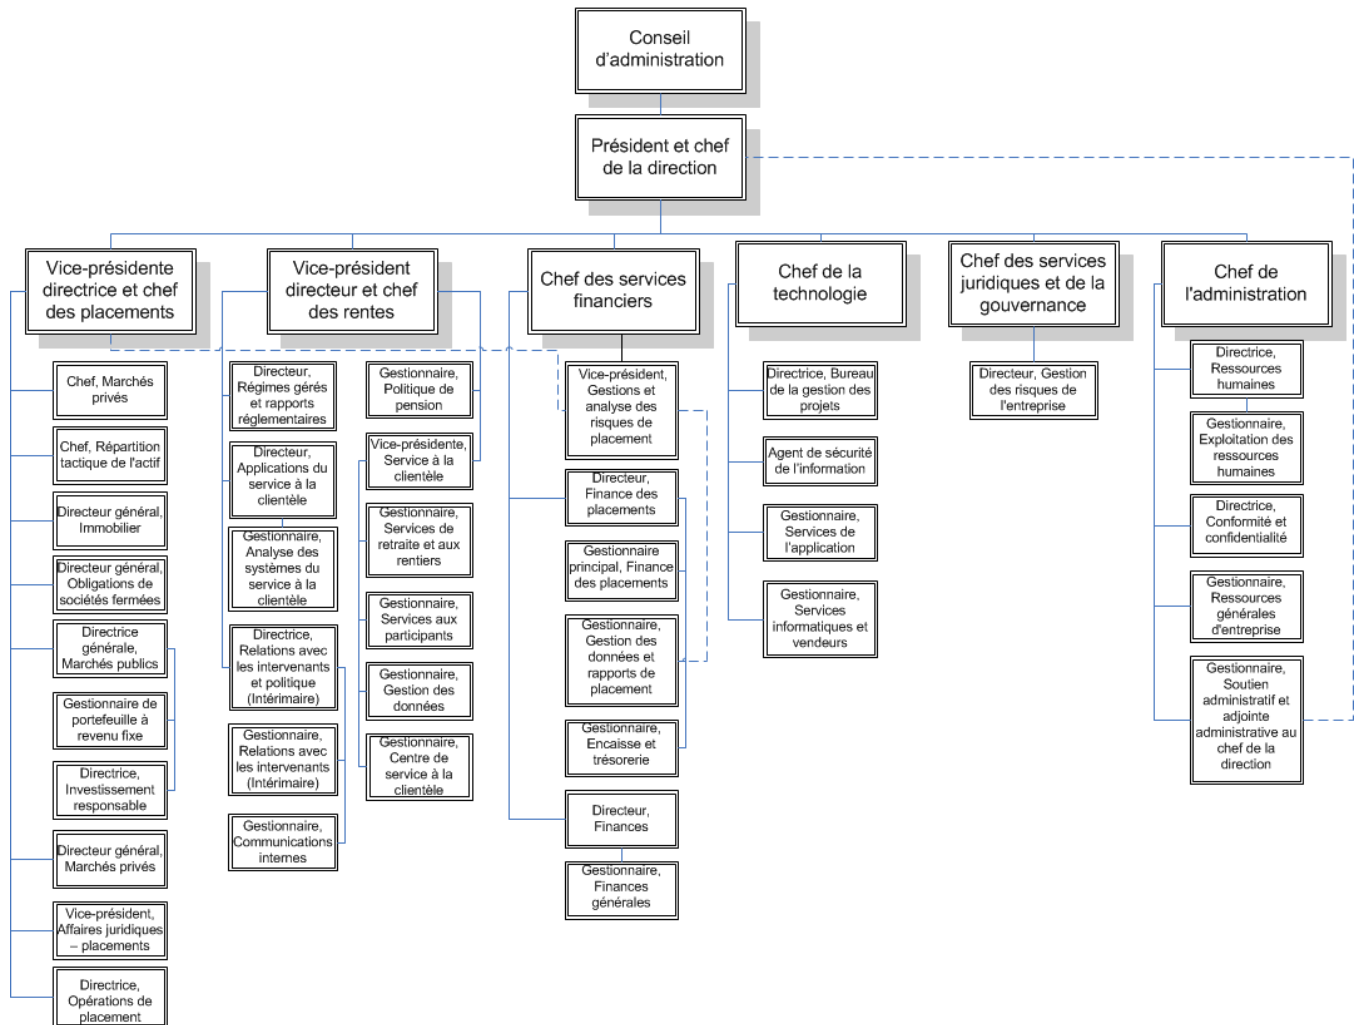 Conseil
d'administration
Président et chef
de la direction
Vice-présidente
directrice et chef
des placements
Vice-président
directeur et chef
des rentes
Chef des services
financiers
Chef de la
technologie
Chef des services
juridiques et de la
gouvernance
Chef de
l'administration
Chef, Marchés
privés
Chef, Répartition
tactique de l'actif
Directeur général,
Immobilier
Directeur général,
Obligations de
sociétés fermées
Directrice
générale,
Marchés publics
Gestionnaire de
portefeuille à
revenu fixe
Directrice,
Investissement
responsable
Directeur général,
Marchés privés
Vice-président,
Affaires juridiques
– placements
Directrice,
Opérations de
placement
Directeur,
Régimes gérés
et rapports
réglementaires
Directeur,
Applications du
service à la
clientèle
Gestionnaire,
Analyse des
systèmes du
service à la
clientèle
Directrice,
Relations avec
les intervenants
et politique
(Intérimaire)
Gestionnaire,
Relations avec
les intervenants
(Intérimaire)
Gestionnaire,
Communications
internes
Gestionnaire,
Politique de
pension
Vice-présidente,
Service à la
clientèle
Gestionnaire,
Services de
retraite et aux
rentiers
Gestionnaire,
Services aux
participants
Gestionnaire,
Gestion des
données
Gestionnaire,
Centre de
service à la
clientèle
Vice-président,
Gestions et
analyse des
risques de
placement
Directeur,
Finance des
placements
Gestionnaire
principal, Finance
des placements
Gestionnaire,
Gestion des
données et
rapports de
placement
Gestionnaire,
Encaisse et
trésorerie
Directeur,
Finances
Gestionnaire,
Finances
générales
Directrice, Bureau
de la gestion des
projets
Agent de sécurité
de l'information
Gestionnaire,
Services de
l'application
Gestionnaire,
Services
informatiques et
vendeurs
Directeur, Gestion
des risques de
l'entreprise
Directrice,
Ressources
humaines
Gestionnaire,
Exploitation des
ressources
humaines
Directrice,
Conformité et
confidentialité
Gestionnaire,
Ressources
générales
d'entreprise
Gestionnaire,
Soutien
administratif et
adjointe
administrative au
chef de la
direction